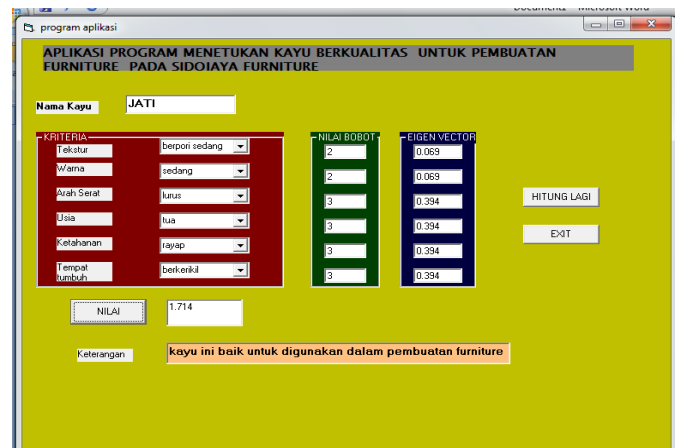 Document2 - Microsoft Word
program aplikasi
APLIKASI PROGRAM MENETUKAN KAYU BERKUALITAS UNTUK PEMBUATAN
FURNITURE PADA SIDOJAYA FURNITURE
Nama Kayu JATI
KRITERIA NILAI BOBOT EIGEN VECTOR
Tekstur berpori sedang 2 0.069
Warna sedang 2 0.069
Arah Serat lurus 3 0.394
HITUNG LAGI
Usia tua 3 0.394
EXIT
Ketahanan rayap 3 0.394
Tempat
tumbuh berkerikil 3 0.394
NILAI 1.714
Keterangan kayu ini baik untuk digunakan dalam pembuatan furniture